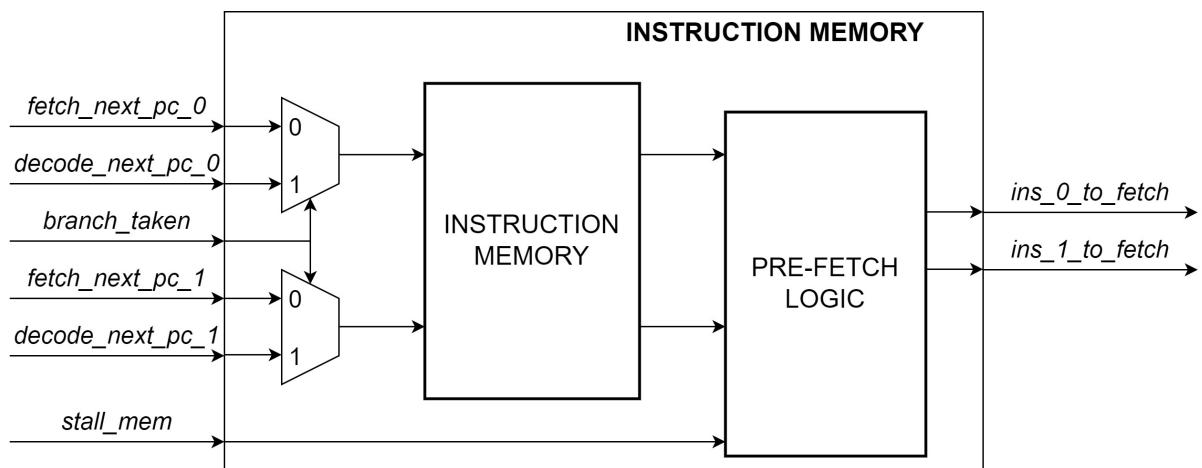 INSTRUCTION MEMORY
fetch_next_pc_0
0
decode_next_pc_0
1
branch_taken
fetch_next_pc_1
0
decode_next_pc_1
1
stall_mem
INSTRUCTION
MEMORY
PRE-FETCH
LOGIC
ins_0_to_fetch
ins_1_to_fetch